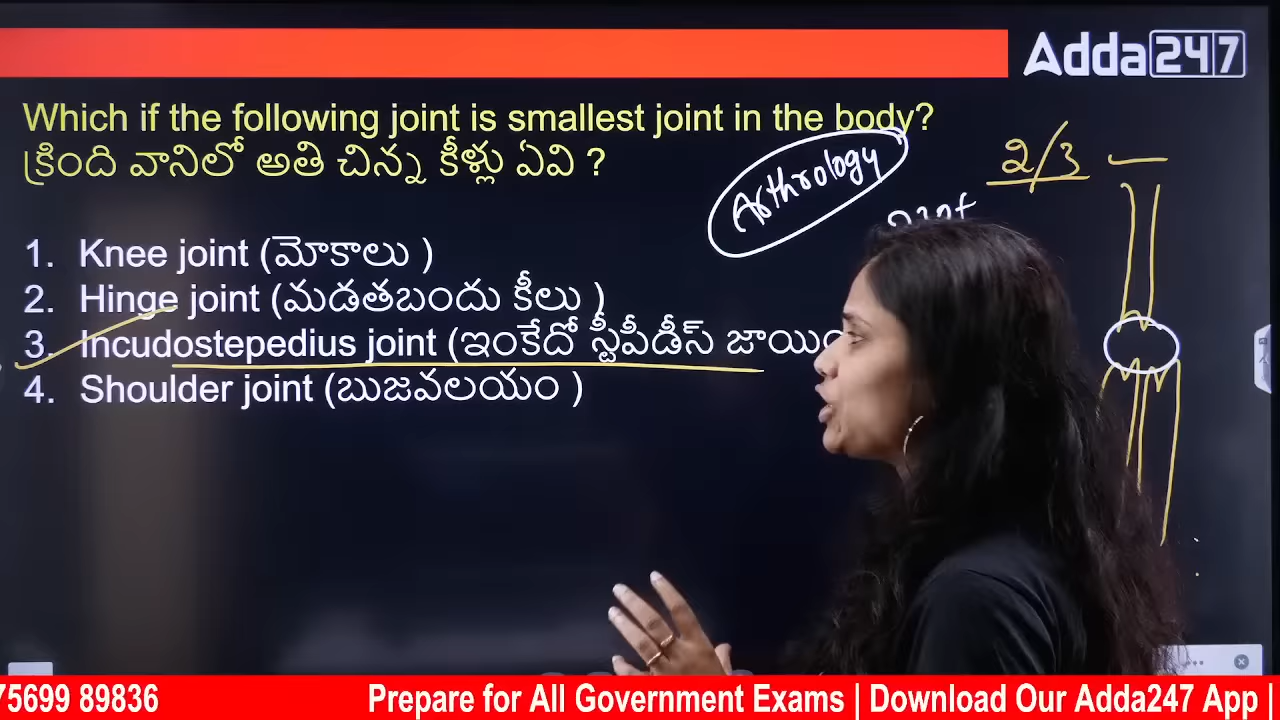 Adda247
Which if the following joint is smallest joint in the body?
క్రింది వానిలో అతి చిన్న కీళ్లు ఏవి ?
Arthrology
2/3
1. Knee joint (మోకాలు )
2. Hinge joint (మడతబందు కీలు )
3. Incudostepedius joint (ఇంకేదో స్టీపీడీస్
4. Shoulder joint (బుజవలయం )
75699 89836
Prepare for All Government Exams | Download Our Adda247 App |